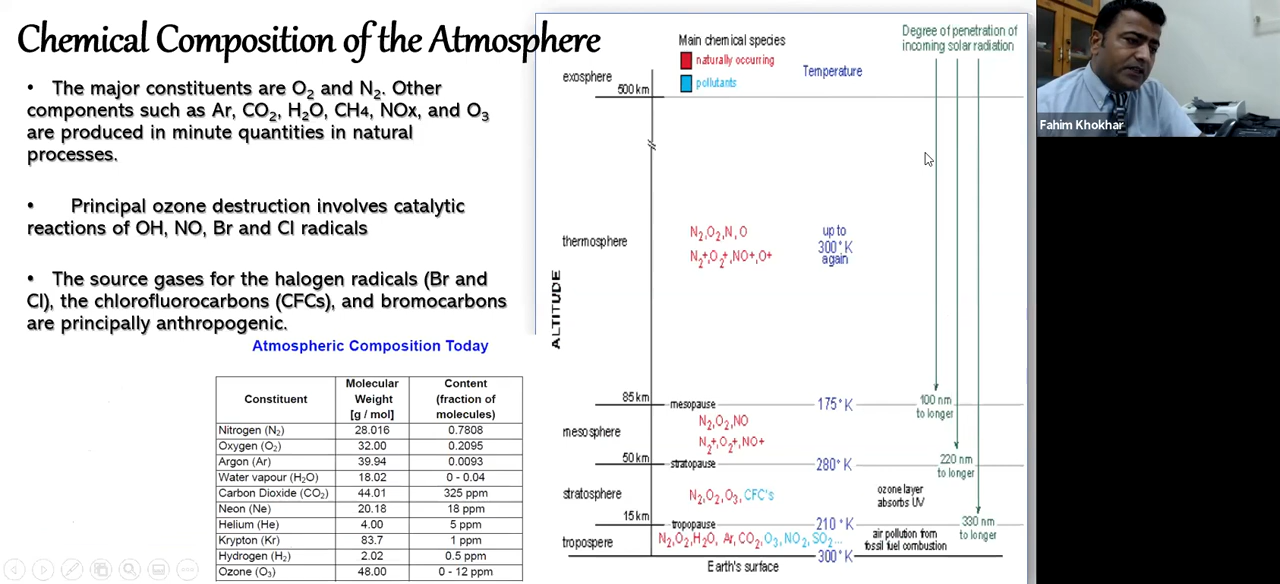 Chemical Composition of the Atmosphere
• The major constituents are O2 and N2. Other
components such as Ar, CO2, H2O, CH4, NOx, and O3
are produced in minute quantities in natural
processes.
• Principal ozone destruction involves catalytic
reactions of OH, NO, Br and Cl radicals
• The source gases for the halogen radicals (Br and
Cl), the chlorofluorocarbons (CFCs), and bromocarbons
are principally anthropogenic.
Atmospheric Composition Today
Constituent Molecular Weight [g / mol] Content (fraction of molecules)
Nitrogen (N2) 28.016 0.7808
Oxygen (O2) 32.00 0.2095
Argon (Ar) 39.94 0.0093
Water vapour (H2O) 18.02 0 - 0.04
Carbon Dioxide (CO2) 44.01 325 ppm
Neon (Ne) 20.18 18 ppm
Helium (He) 4.00 5 ppm
Krypton (Kr) 83.7 1 ppm
Hydrogen (H2) 2.02 0.5 ppm
Ozone (O3) 48.00 0 - 12 ppm
Main chemical species
naturally occurring
pollutants
Temperature
Degree of penetration of
incoming solar radiation
exosphere
500 km
thermosphere
N2,O2,N,O
N2+,O2+,NO+,O+
up to
300°K
again
ALTITUDE
85 km
mesopause
175°K
100 nm
to longer
mesosphere
N2,O2,NO
N2+,O2+,NO+
50 km
stratopause
280°K
220 nm
to longer
stratosphere
N2,O2,O3,CFC's
ozone layer
absorbs UV
15 km
tropopause
210°K
330 nm
to longer
tropospere
N2,O2,H2O, Ar,CO2,O3,NO2,SO2...
air pollution from
fossil fuel combustion
300°K
Earth's surface
Fahim Khokhar